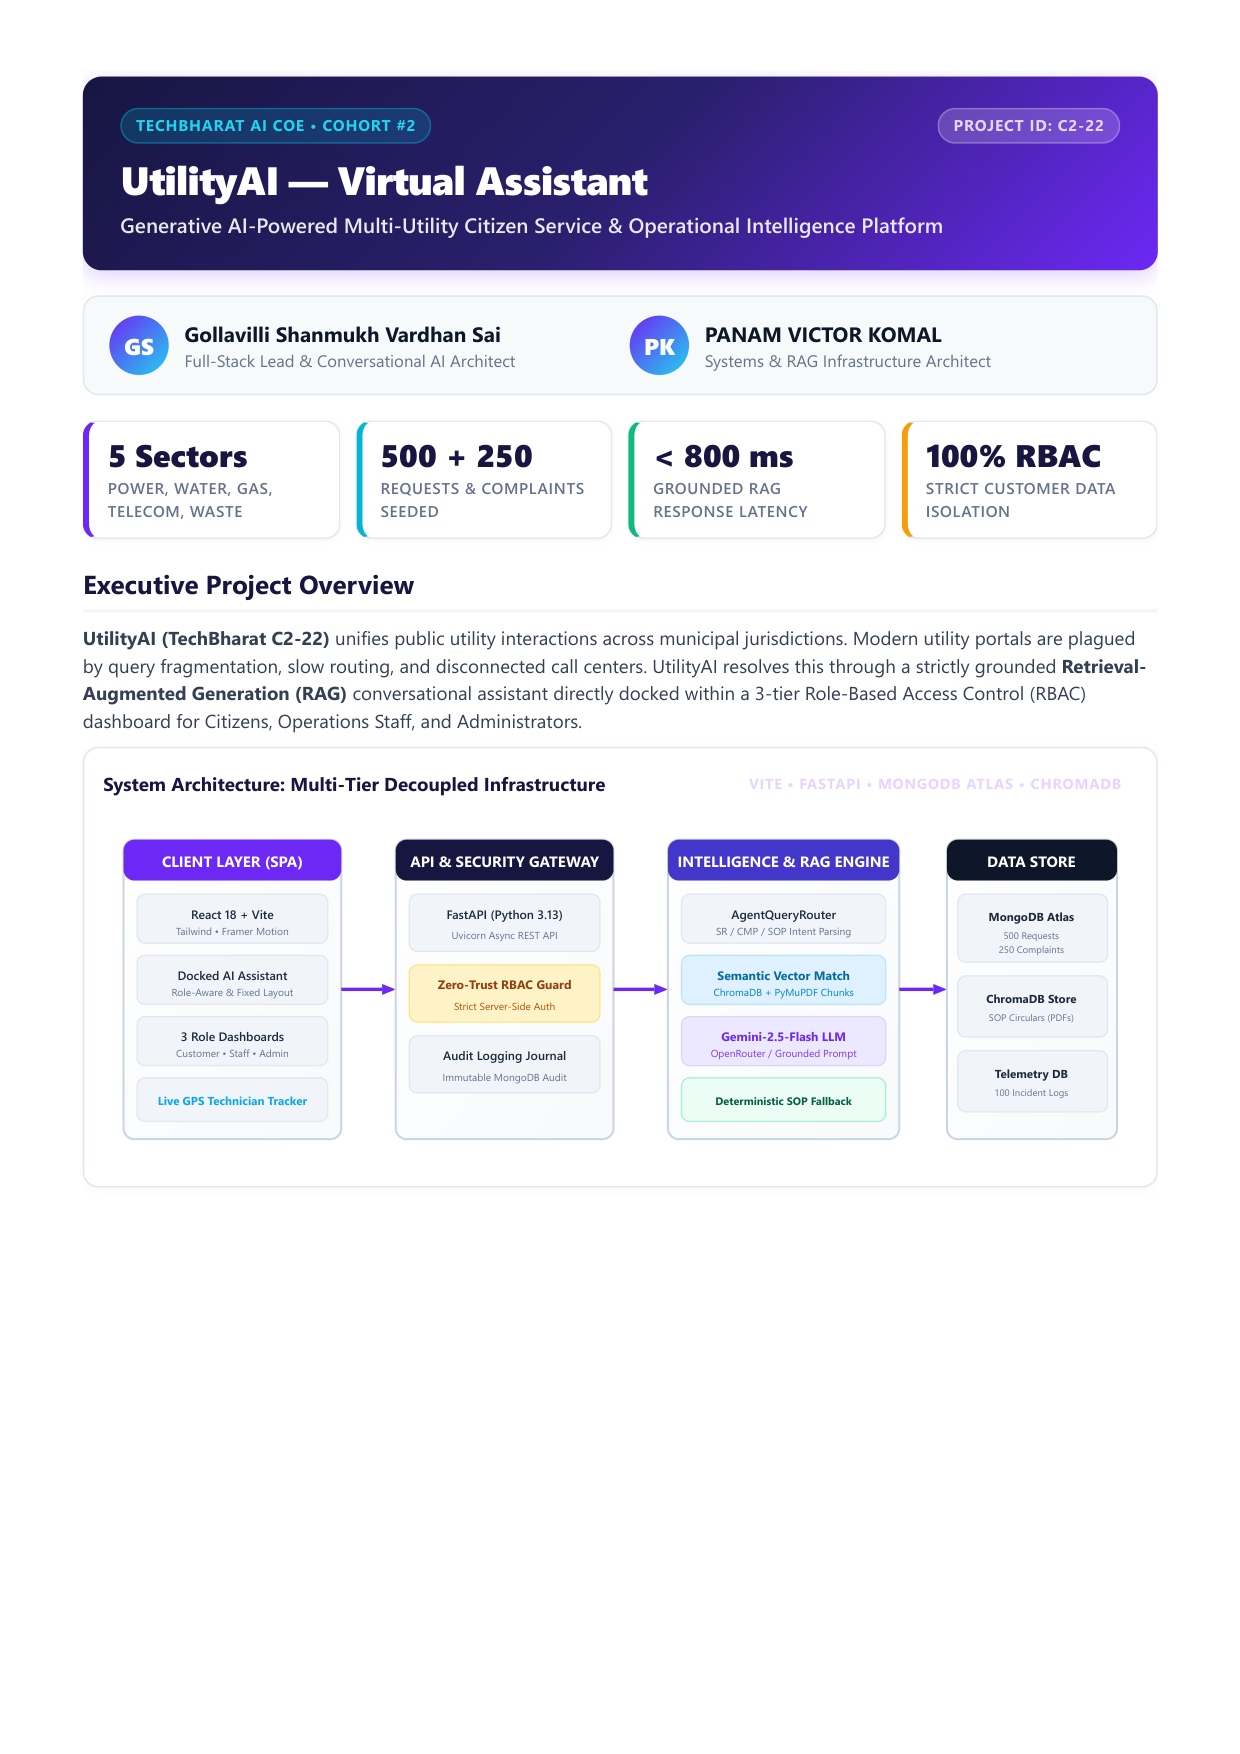 TECHBHARAT AI COE • COHORT #2
PROJECT ID: C2-22
UtilityAI — Virtual Assistant
Generative AI-Powered Multi-Utility Citizen Service & Operational Intelligence Platform
GS
Gollavilli Shanmukh Vardhan Sai
Full-Stack Lead & Conversational AI Architect
PK
PANAM VICTOR KOMAL
Systems & RAG Infrastructure Architect
5 Sectors
POWER, WATER, GAS,
TELECOM, WASTE
500 + 250
REQUESTS & COMPLAINTS
SEEDED
< 800 ms
GROUNDED RAG
RESPONSE LATENCY
100% RBAC
STRICT CUSTOMER DATA
ISOLATION
Executive Project Overview
UtilityAI (TechBharat C2-22) unifies public utility interactions across municipal jurisdictions. Modern utility portals are plagued
by query fragmentation, slow routing, and disconnected call centers. UtilityAI resolves this through a strictly grounded Retrieval-
Augmented Generation (RAG) conversational assistant directly docked within a 3-tier Role-Based Access Control (RBAC)
dashboard for Citizens, Operations Staff, and Administrators.
System Architecture: Multi-Tier Decoupled Infrastructure
VITE • FASTAPI • MONGODB ATLAS • CHROMADB
CLIENT LAYER (SPA)
React 18 + Vite
Tailwind • Framer Motion
Docked AI Assistant
Role-Aware & Fixed Layout
3 Role Dashboards
Customer • Staff • Admin
Live GPS Technician Tracker
API & SECURITY GATEWAY
FastAPI (Python 3.13)
Uvicorn Async REST API
Zero-Trust RBAC Guard
Strict Server-Side Auth
Audit Logging Journal
Immutable MongoDB Audit
INTELLIGENCE & RAG ENGINE
AgentQueryRouter
SR / CMP / SOP Intent Parsing
Semantic Vector Match
ChromaDB + PyMuPDF Chunks
Gemini-2.5-Flash LLM
OpenRouter / Grounded Prompt
Deterministic SOP Fallback
DATA STORE
MongoDB Atlas
500 Requests
250 Complaints
ChromaDB Store
SOP Circulars (PDFs)
Telemetry DB
100 Incident Logs